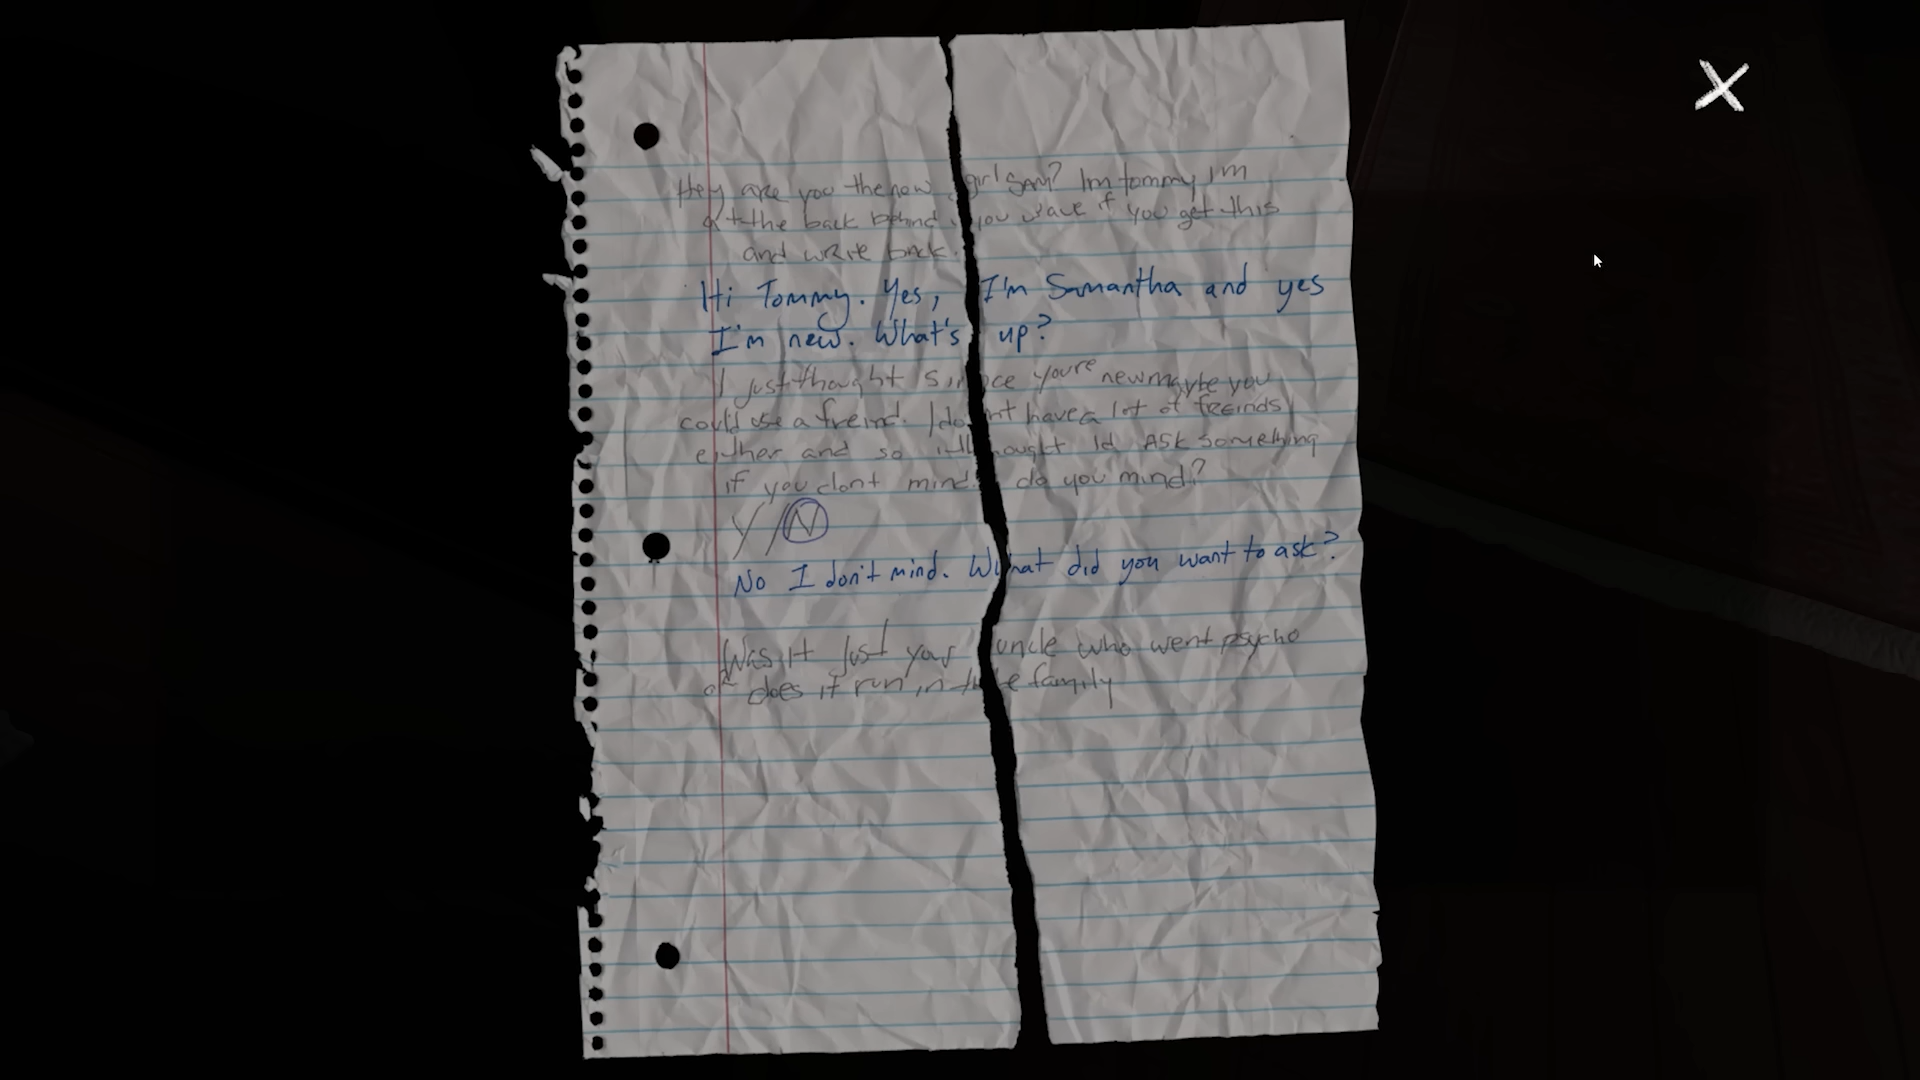 Hey are you the new girl Sam? Im tommy im
at the back behind you wave if you get this
and write back.
Hi Tommy. Yes, I'm Samantha and yes
I'm new. What's up?
I just thought since youre new maybe you
could use a freind. I dont have a lot of freinds
either and so i thought Id ASk something
if you dont mind. do you mind?
Y/N
No I don't mind. What did you want to ask?
Was it just your uncle who went psycho
or does it run in the family